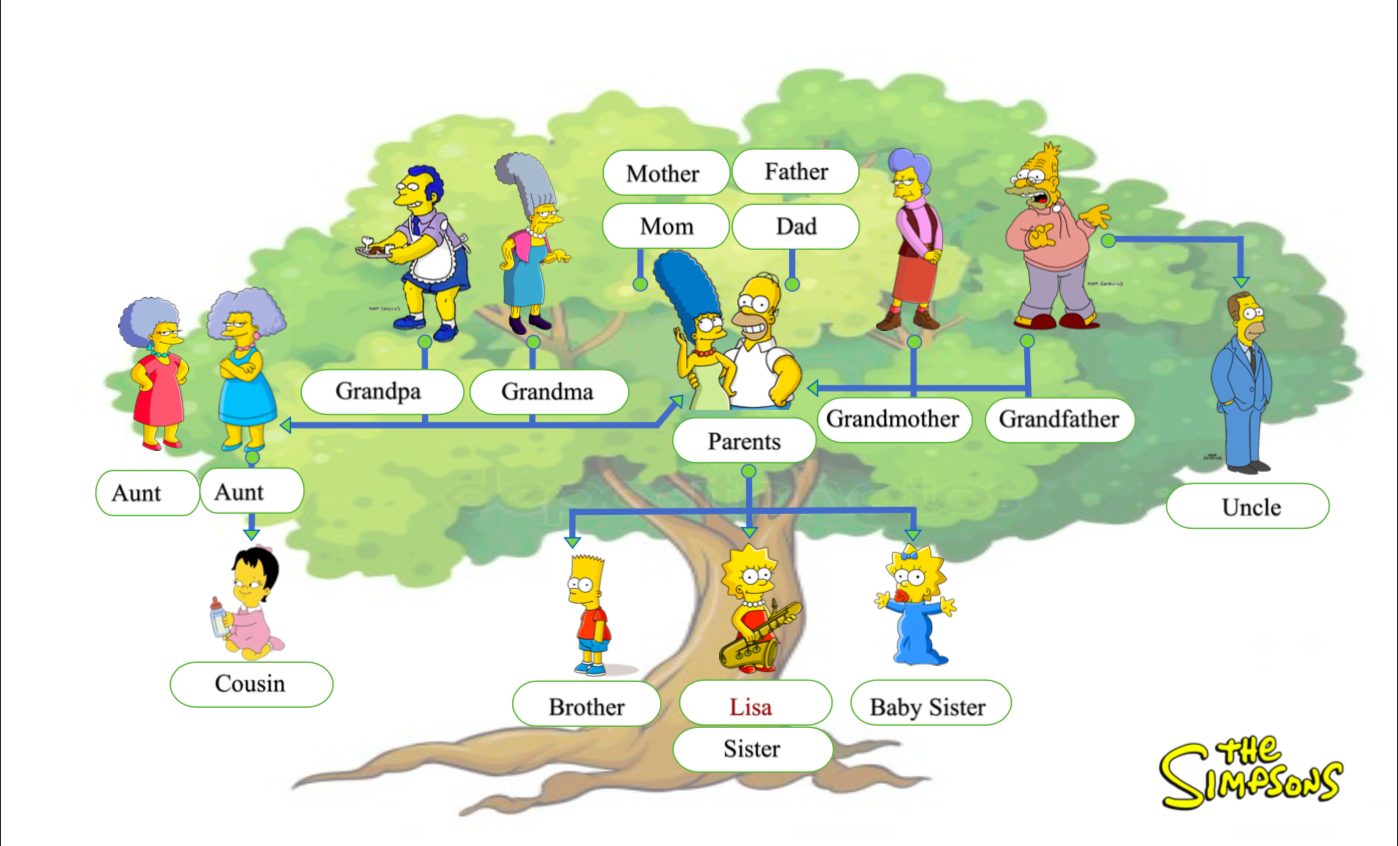 Mother
Father
Mom
Dad
Grandpa
Grandma
Grandmother
Grandfather
Parents
Aunt
Aunt
Uncle
Cousin
Brother
Lisa
Baby Sister
Sister
THE
SIMPSONS